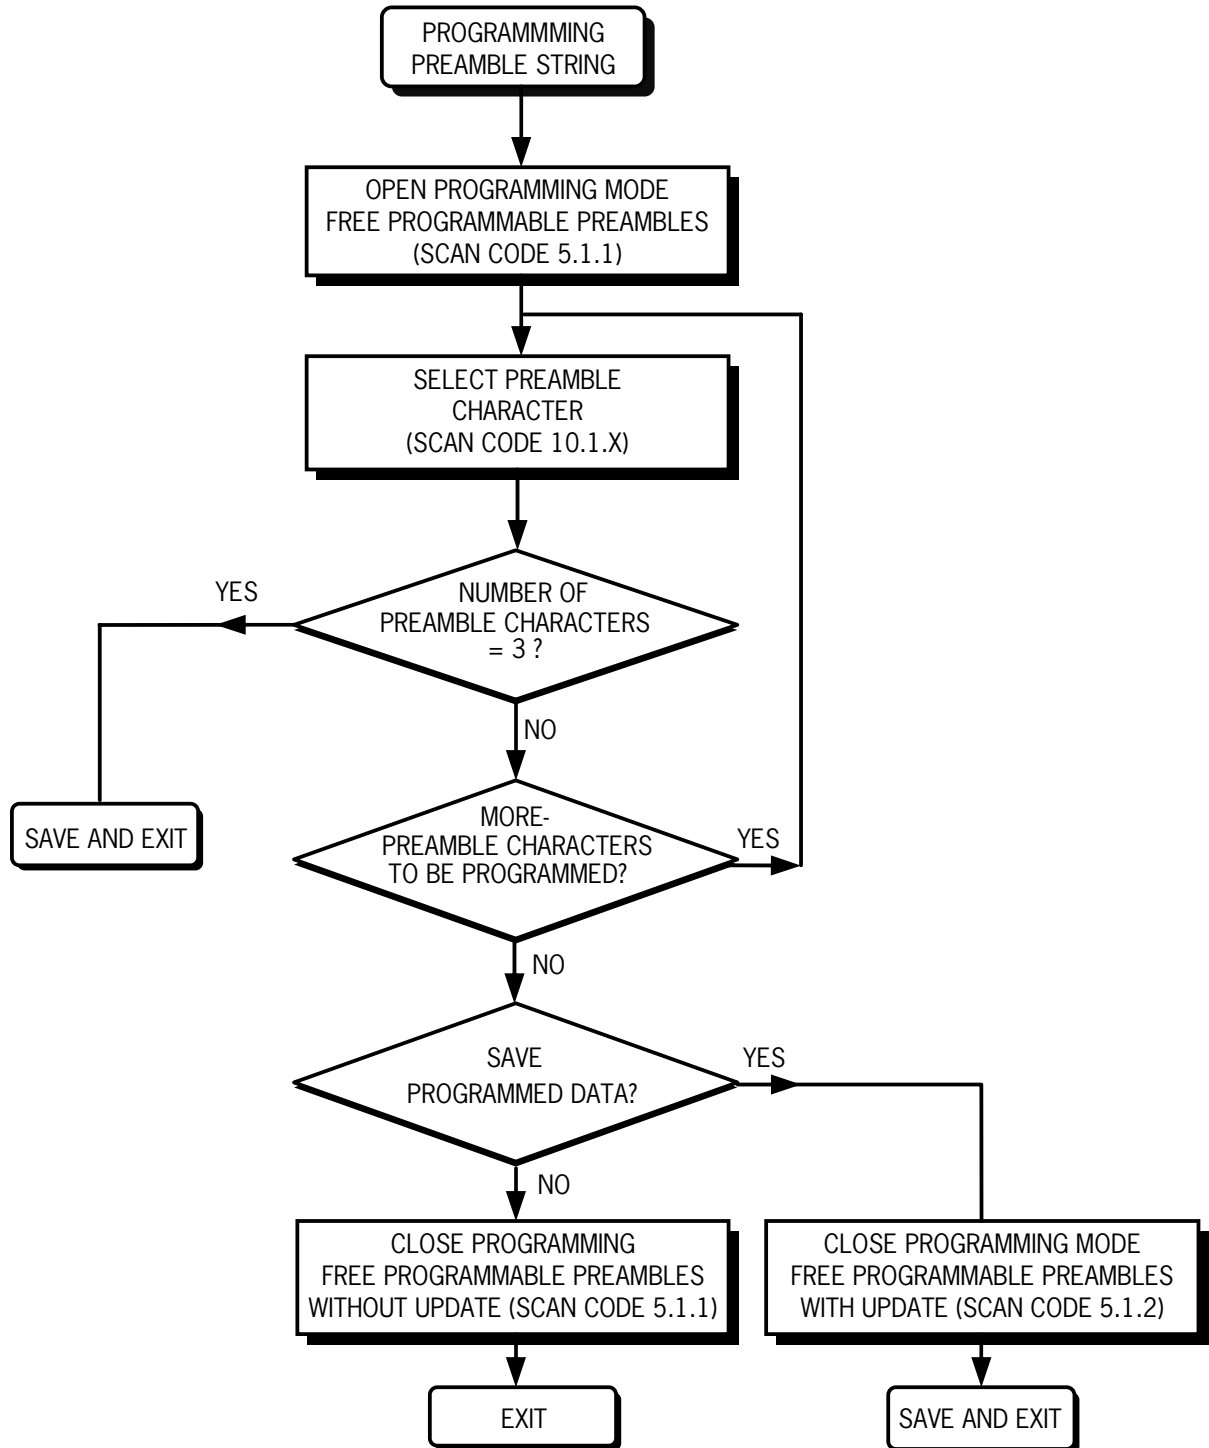 PROGRAMMMING
PREAMBLE STRING
OPEN PROGRAMMING MODE
FREE PROGRAMMABLE PREAMBLES
(SCAN CODE 5.1.1)
SELECT PREAMBLE
CHARACTER
(SCAN CODE 10.1.X)
YES
NUMBER OF
PREAMBLE CHARACTERS
= 3 ?
NO
SAVE AND EXIT
MORE-
PREAMBLE CHARACTERS
TO BE PROGRAMMED?
YES
NO
SAVE
PROGRAMMED DATA?
YES
NO
CLOSE PROGRAMMING
FREE PROGRAMMABLE PREAMBLES
WITHOUT UPDATE (SCAN CODE 5.1.1)
CLOSE PROGRAMMING MODE
FREE PROGRAMMABLE PREAMBLES
WITH UPDATE (SCAN CODE 5.1.2)
EXIT
SAVE AND EXIT